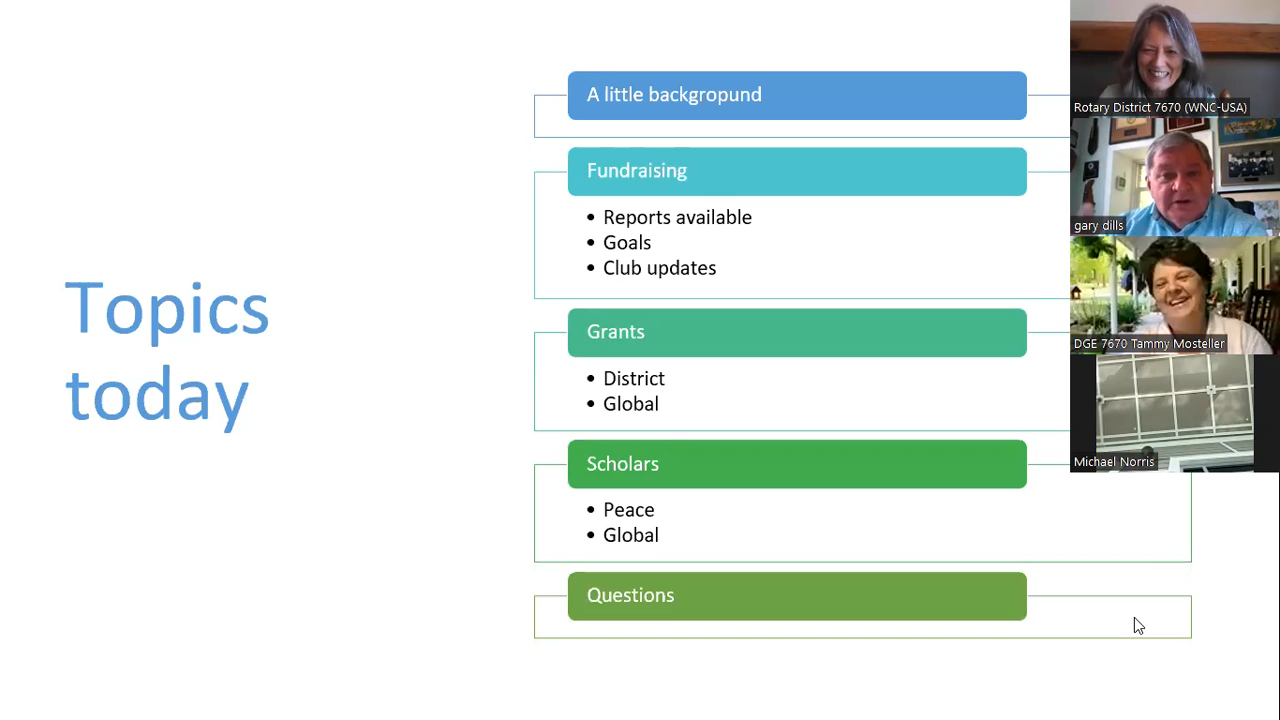 Topics
today
A little backgropund
Fundraising
• Reports available
• Goals
• Club updates
Grants
• District
• Global
Scholars
• Peace
• Global
Questions
Rotary District 7670 (WNC-USA)
gary dills
DGE 7670 Tammy Mosteller
Michael Norris